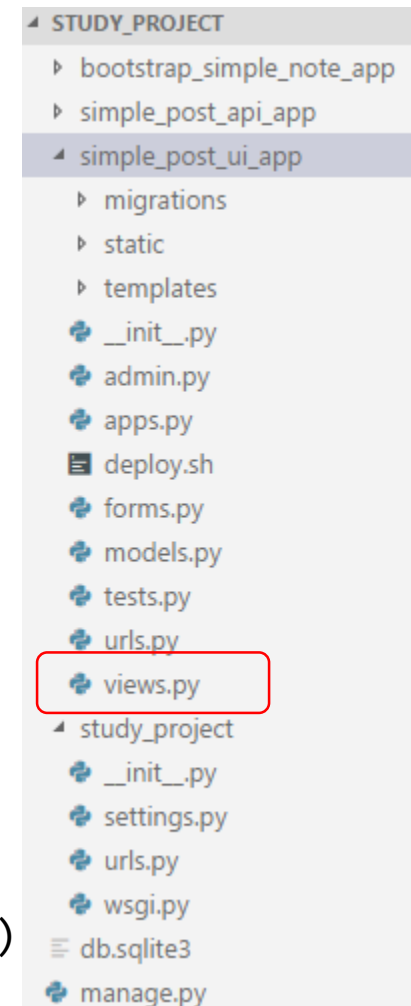 STUDY_PROJECT
bootstrap_simple_note_app
simple_post_api_app
simple_post_ui_app
migrations
static
templates
__init__.py
admin.py
apps.py
deploy.sh
forms.py
models.py
tests.py
urls.py
views.py
study_project
__init__.py
settings.py
urls.py
wsgi.py
)
db.sqlite3
manage.py